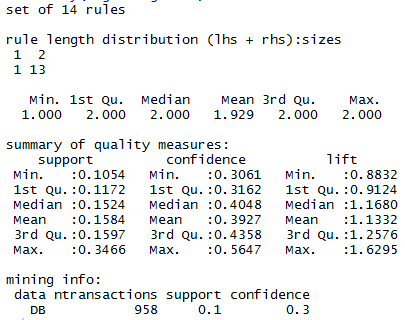 set of 14 rules
rule length distribution (lhs + rhs):sizes
1 2
1 13
Min. 1st Qu. Median Mean 3rd Qu. Max.
1.000 2.000 2.000 1.929 2.000 2.000
summary of quality measures:
support confidence lift
Min. :0.1054 Min. :0.3061 Min. :0.8832
1st Qu.:0.1172 1st Qu.:0.3162 1st Qu.:0.9124
Median :0.1524 Median :0.4048 Median :1.1680
Mean :0.1584 Mean :0.3927 Mean :1.1332
3rd Qu.:0.1597 3rd Qu.:0.4358 3rd Qu.:1.2576
Max. :0.3466 Max. :0.5647 Max. :1.6295
mining info:
data ntransactions support confidence
DB 958 0.1 0.3